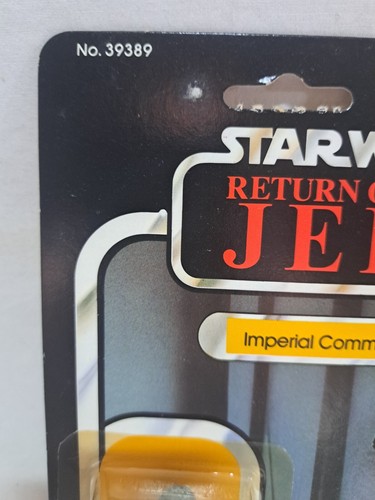 No. 39389
STAR
RETURN
JE
Imperial Comm